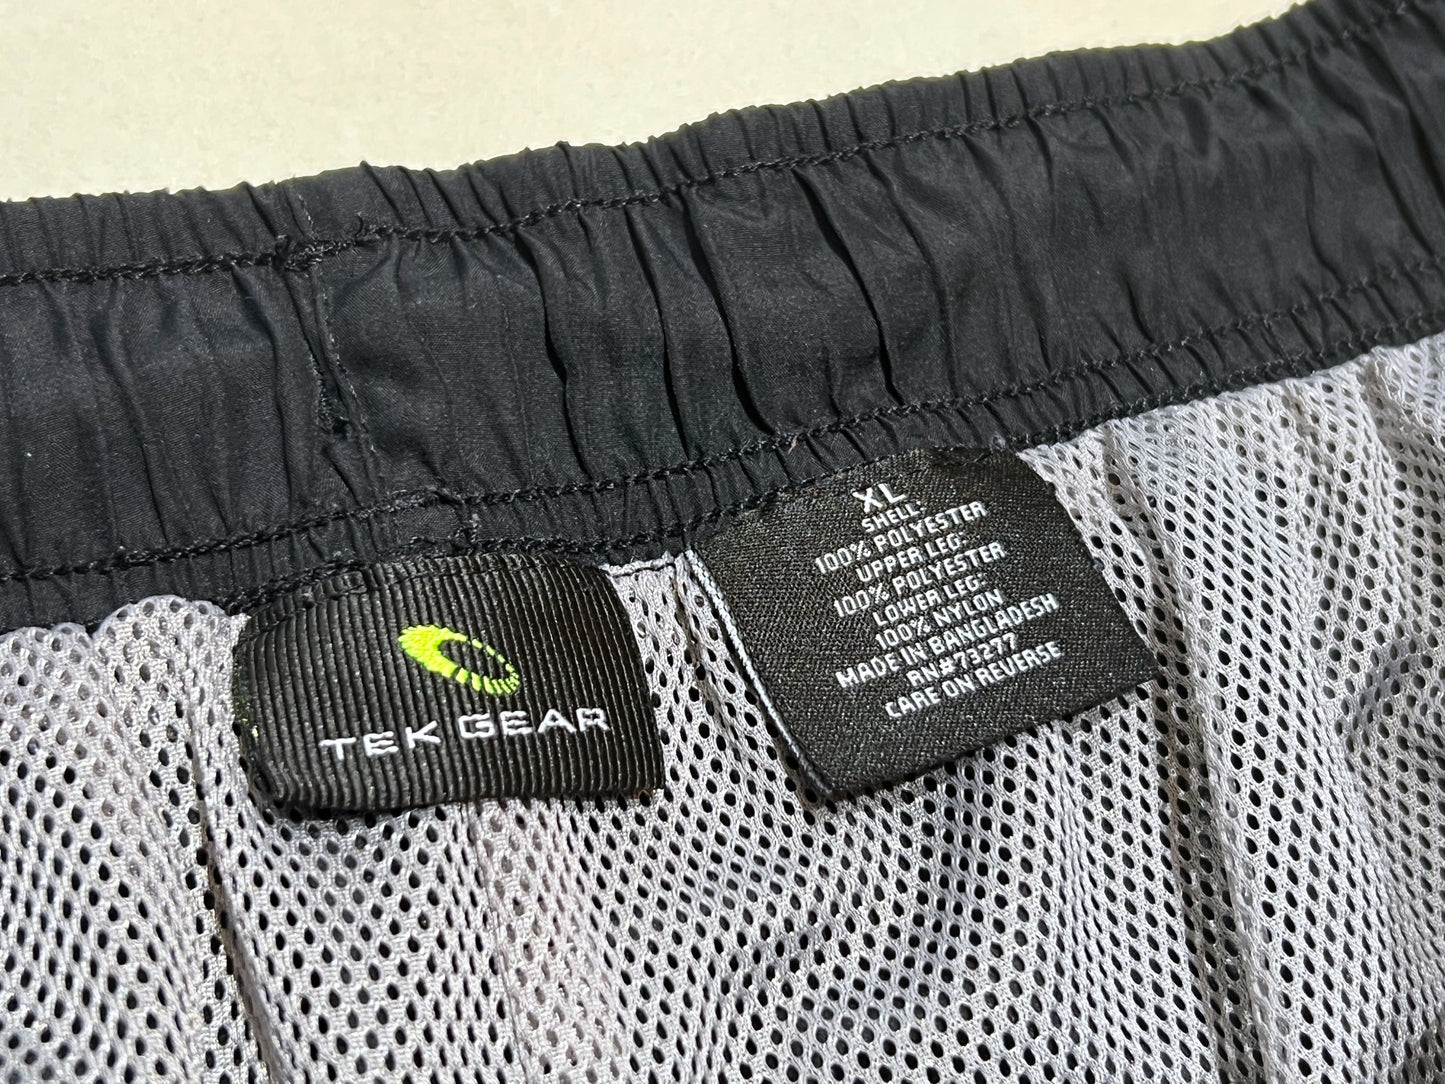 TEK GEAR
XL
SHELL:
100% POLYESTER
UPPER LEG:
100% POLYESTER
LOWER LEG:
100% NYLON
MADE IN BANGLADESH
RN#73277
CARE ON REVERSE